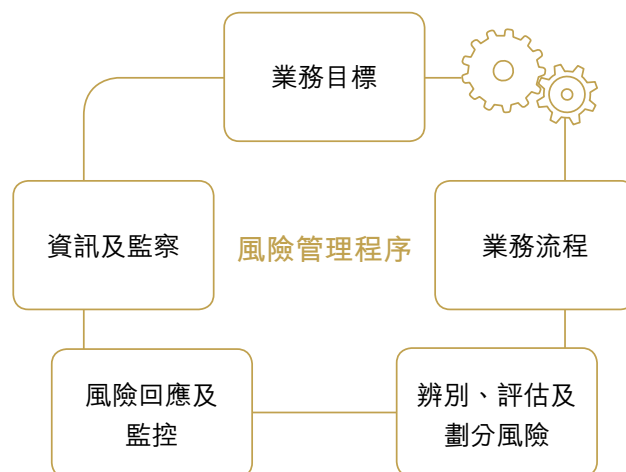 業務目標
資訊及監察
風險管理程序
業務流程
風險回應及
監控
辨別、評估及
劃分風險